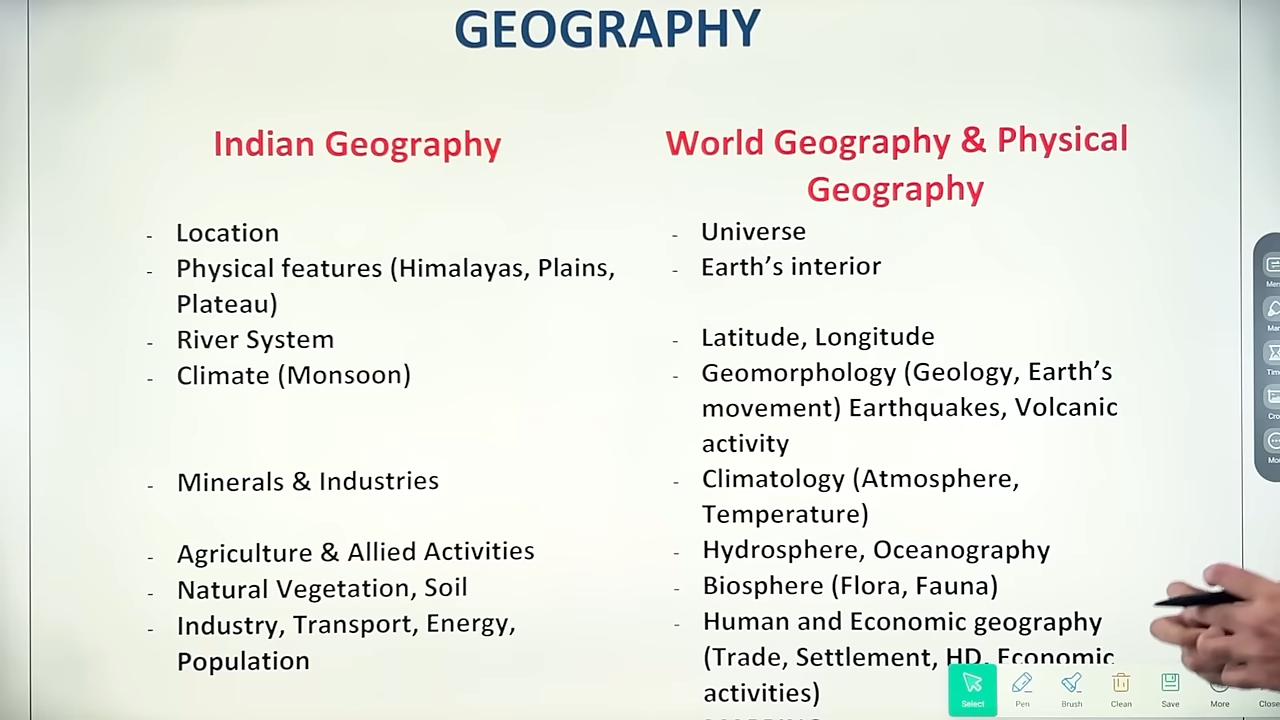 GEOGRAPHY
Indian Geography
- Location
- Physical features (Himalayas, Plains,
Plateau)
- River System
- Climate (Monsoon)
- Minerals & Industries
- Agriculture & Allied Activities
- Natural Vegetation, Soil
- Industry, Transport, Energy,
Population
World Geography & Physical
Geography
- Universe
- Earth's interior
- Latitude, Longitude
- Geomorphology (Geology, Earth's
movement) Earthquakes, Volcanic
activity
- Climatology (Atmosphere,
Temperature)
- Hydrosphere, Oceanography
- Biosphere (Flora, Fauna)
- Human and Economic geography
(Trade, Settlement, HD, Economic
activities)
Select Pen Brush Clean Save More Close